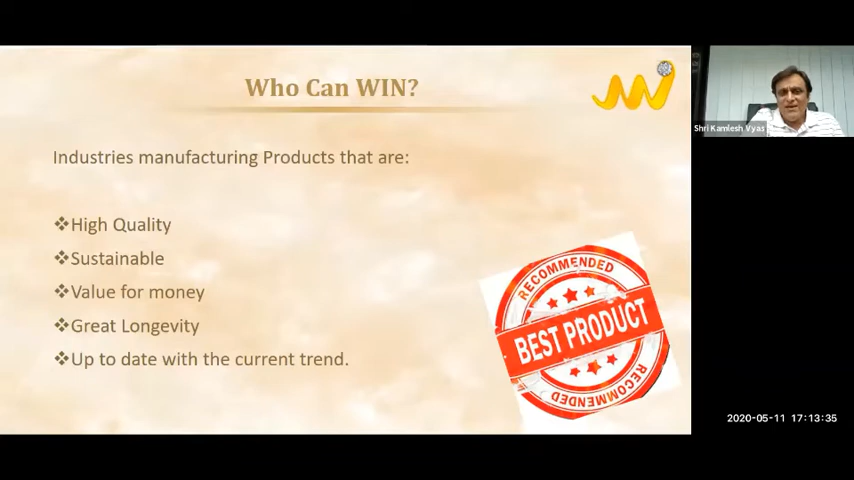 Who Can WIN?
Industries manufacturing Products that are:
❖High Quality
❖Sustainable
❖Value for money
❖Great Longevity
❖Up to date with the current trend.
RECOMMENDED
BEST PRODUCT
RECOMMENDED
Shri Kamlesh Vyas
2020-05-11 17:13:35